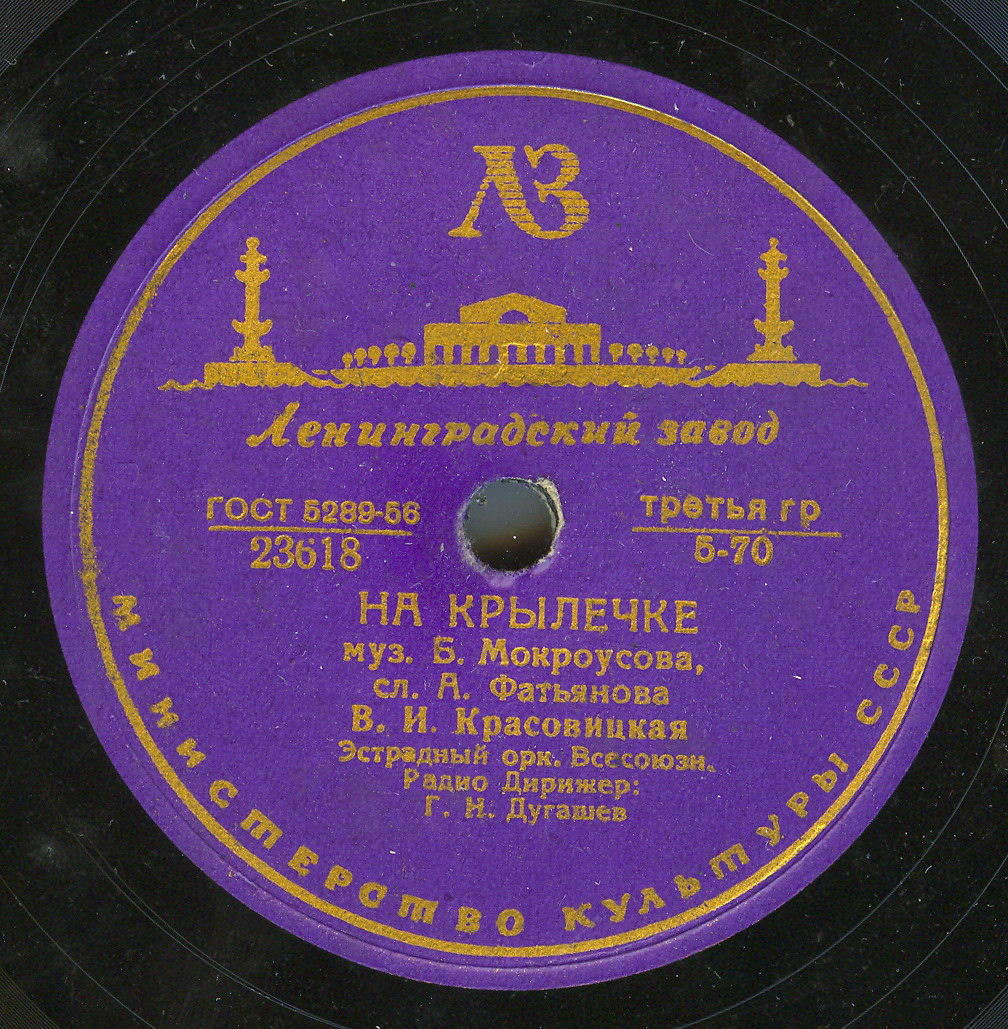 ЛЗ
Ленинградский завод
ГОСТ 5289-56
23618
третья гр
5-70
НА КРЫЛЕЧКЕ
муз. Б. Мокроусова,
сл. А. Фатьянова
В. И. Красовицкая
Эстрадный орк. Всесоюзн.
Радио Дирижер:
Г. Н. Дугашев
МИНИСТЕРСТВО КУЛЬТУРЫ СССР